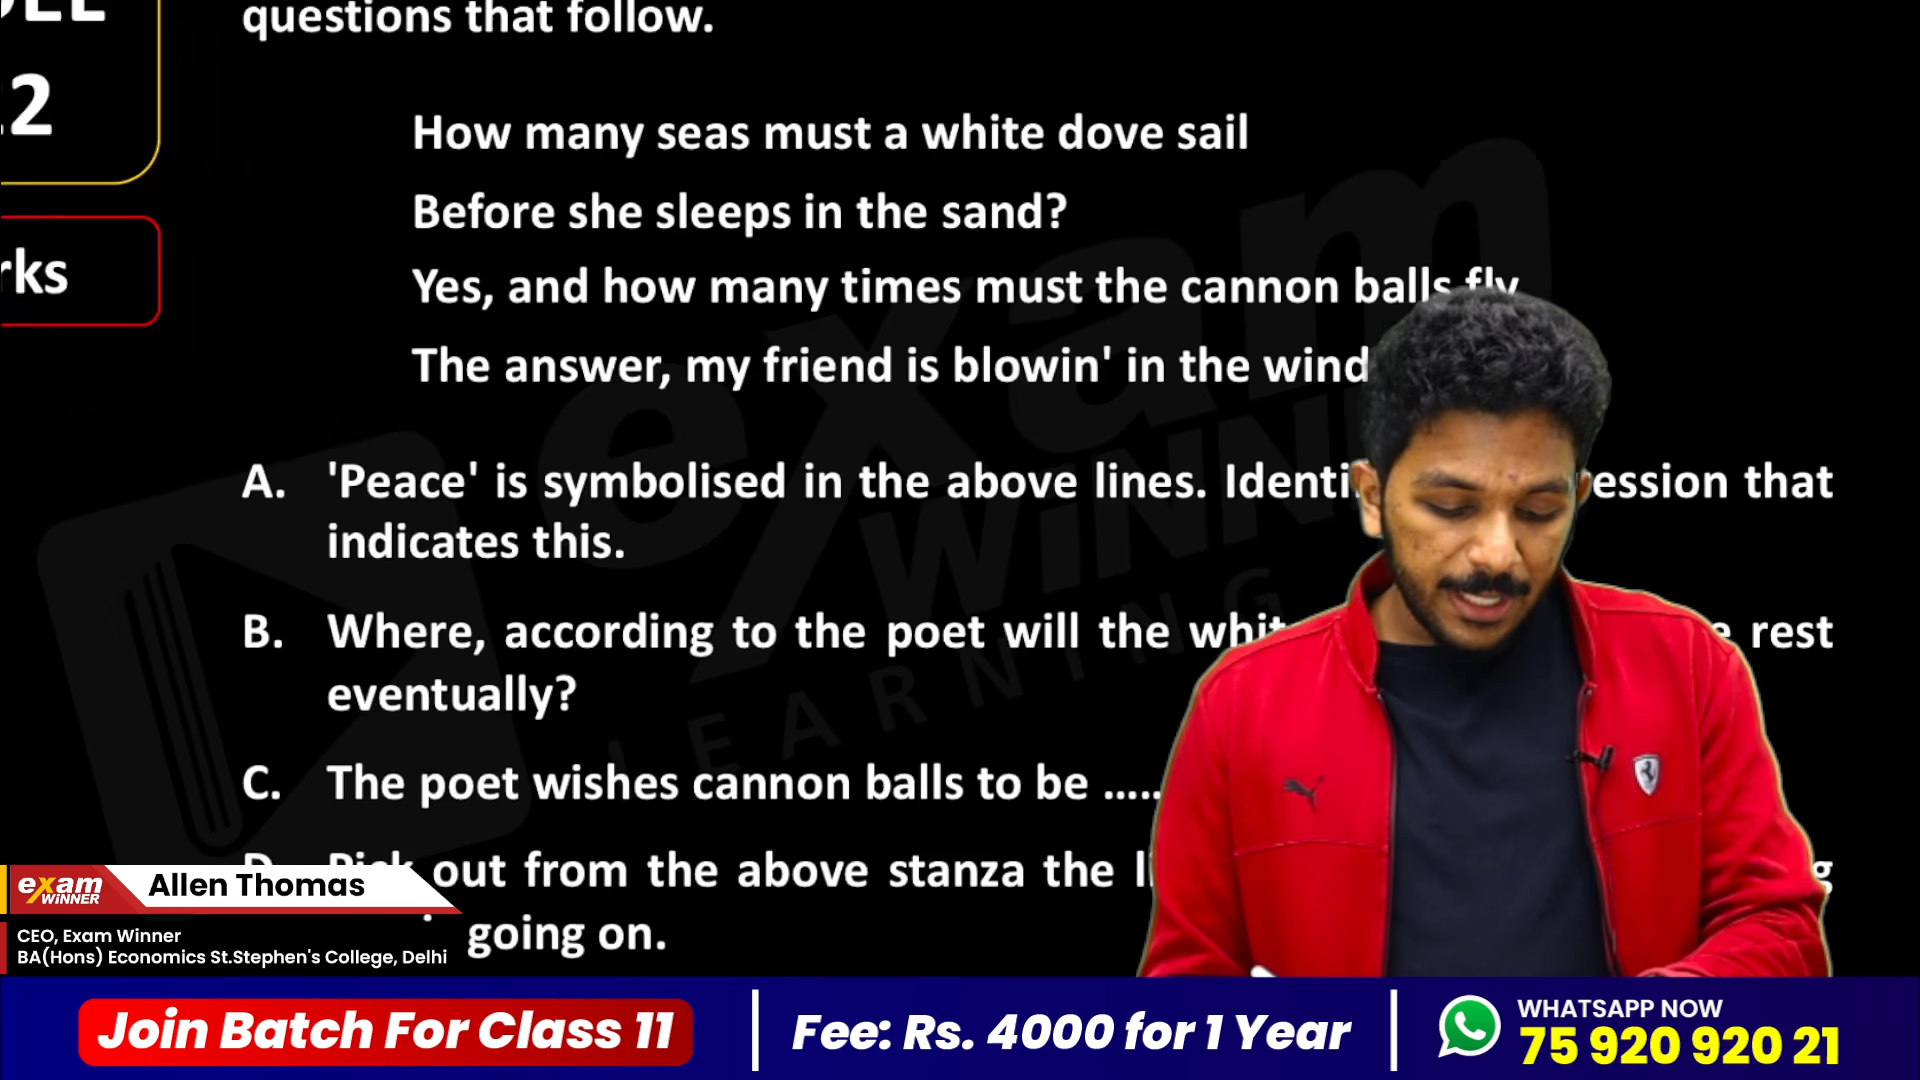 questions that follow.
2
rks
How many seas must a white dove sail
Before she sleeps in the sand?
Yes, and how many times must the cannon balls fly
The answer, my friend is blowin' in the wind
A. 'Peace' is symbolised in the above lines. ession that
indicates this.
B. Where, according to the poet will the rest
eventually?
C. The poet wishes cannon balls to be .....
D. Pick out from the above stanza the
going on.
exam
WINNER
LEARNING
exam
WINNER
Allen Thomas
CEO, Exam Winner
BA(Hons) Economics St.Stephen's College, Delhi
Join Batch For Class 11
Fee: Rs. 4000 for 1 Year
WHATSAPP NOW
75 920 920 21